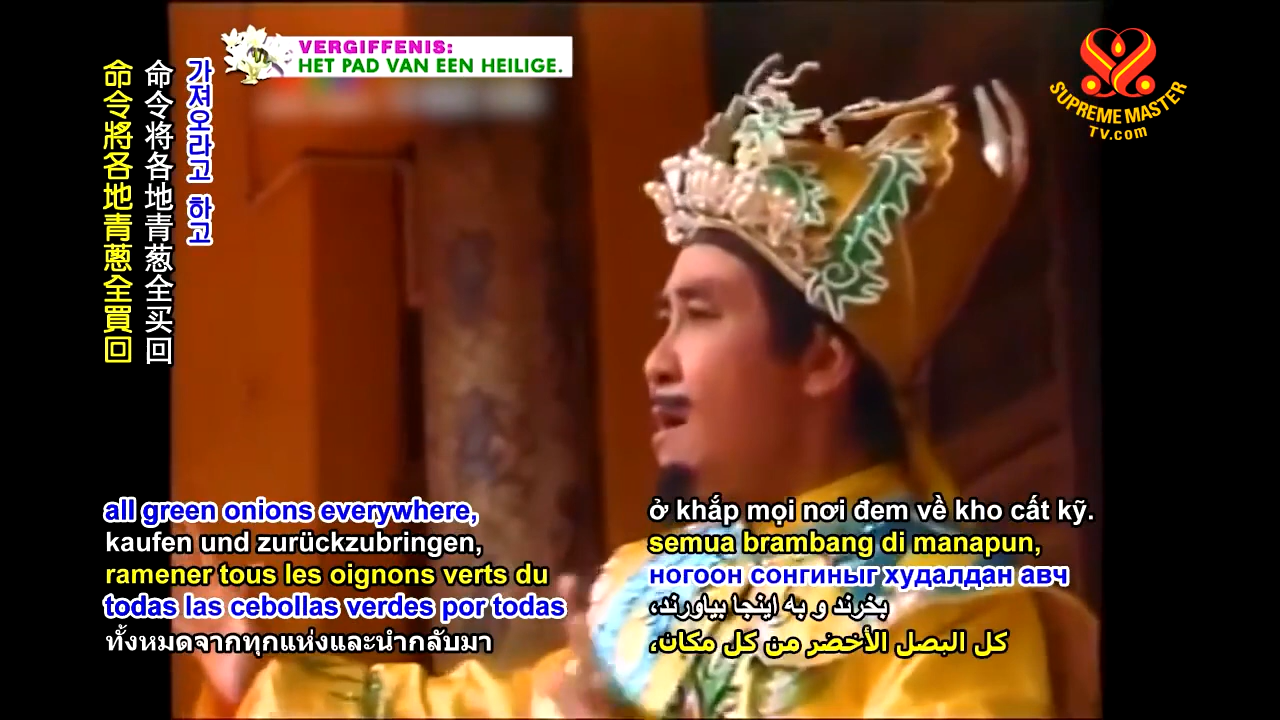 VERGIFFENIS:
HET PAD VAN EEN HEILIGE.
SUPREME MASTER
TV.com
가져오라고 하고
命令将各地青葱全买回
命令將各地青蔥全買回
all green onions everywhere,
kaufen und zurückzubringen,
ramener tous les oignons verts du
todas las cebollas verdes por todas
ทั้งหมดจากทุกแห่งและนำกลับมา
ở khắp mọi nơi đem về kho cất kỹ.
semua brambang di manapun,
ногоон сонгиныг худалдан авч
بخرند و به اینجا بیاورند،
كل البصل الأخضر من كل مكان،